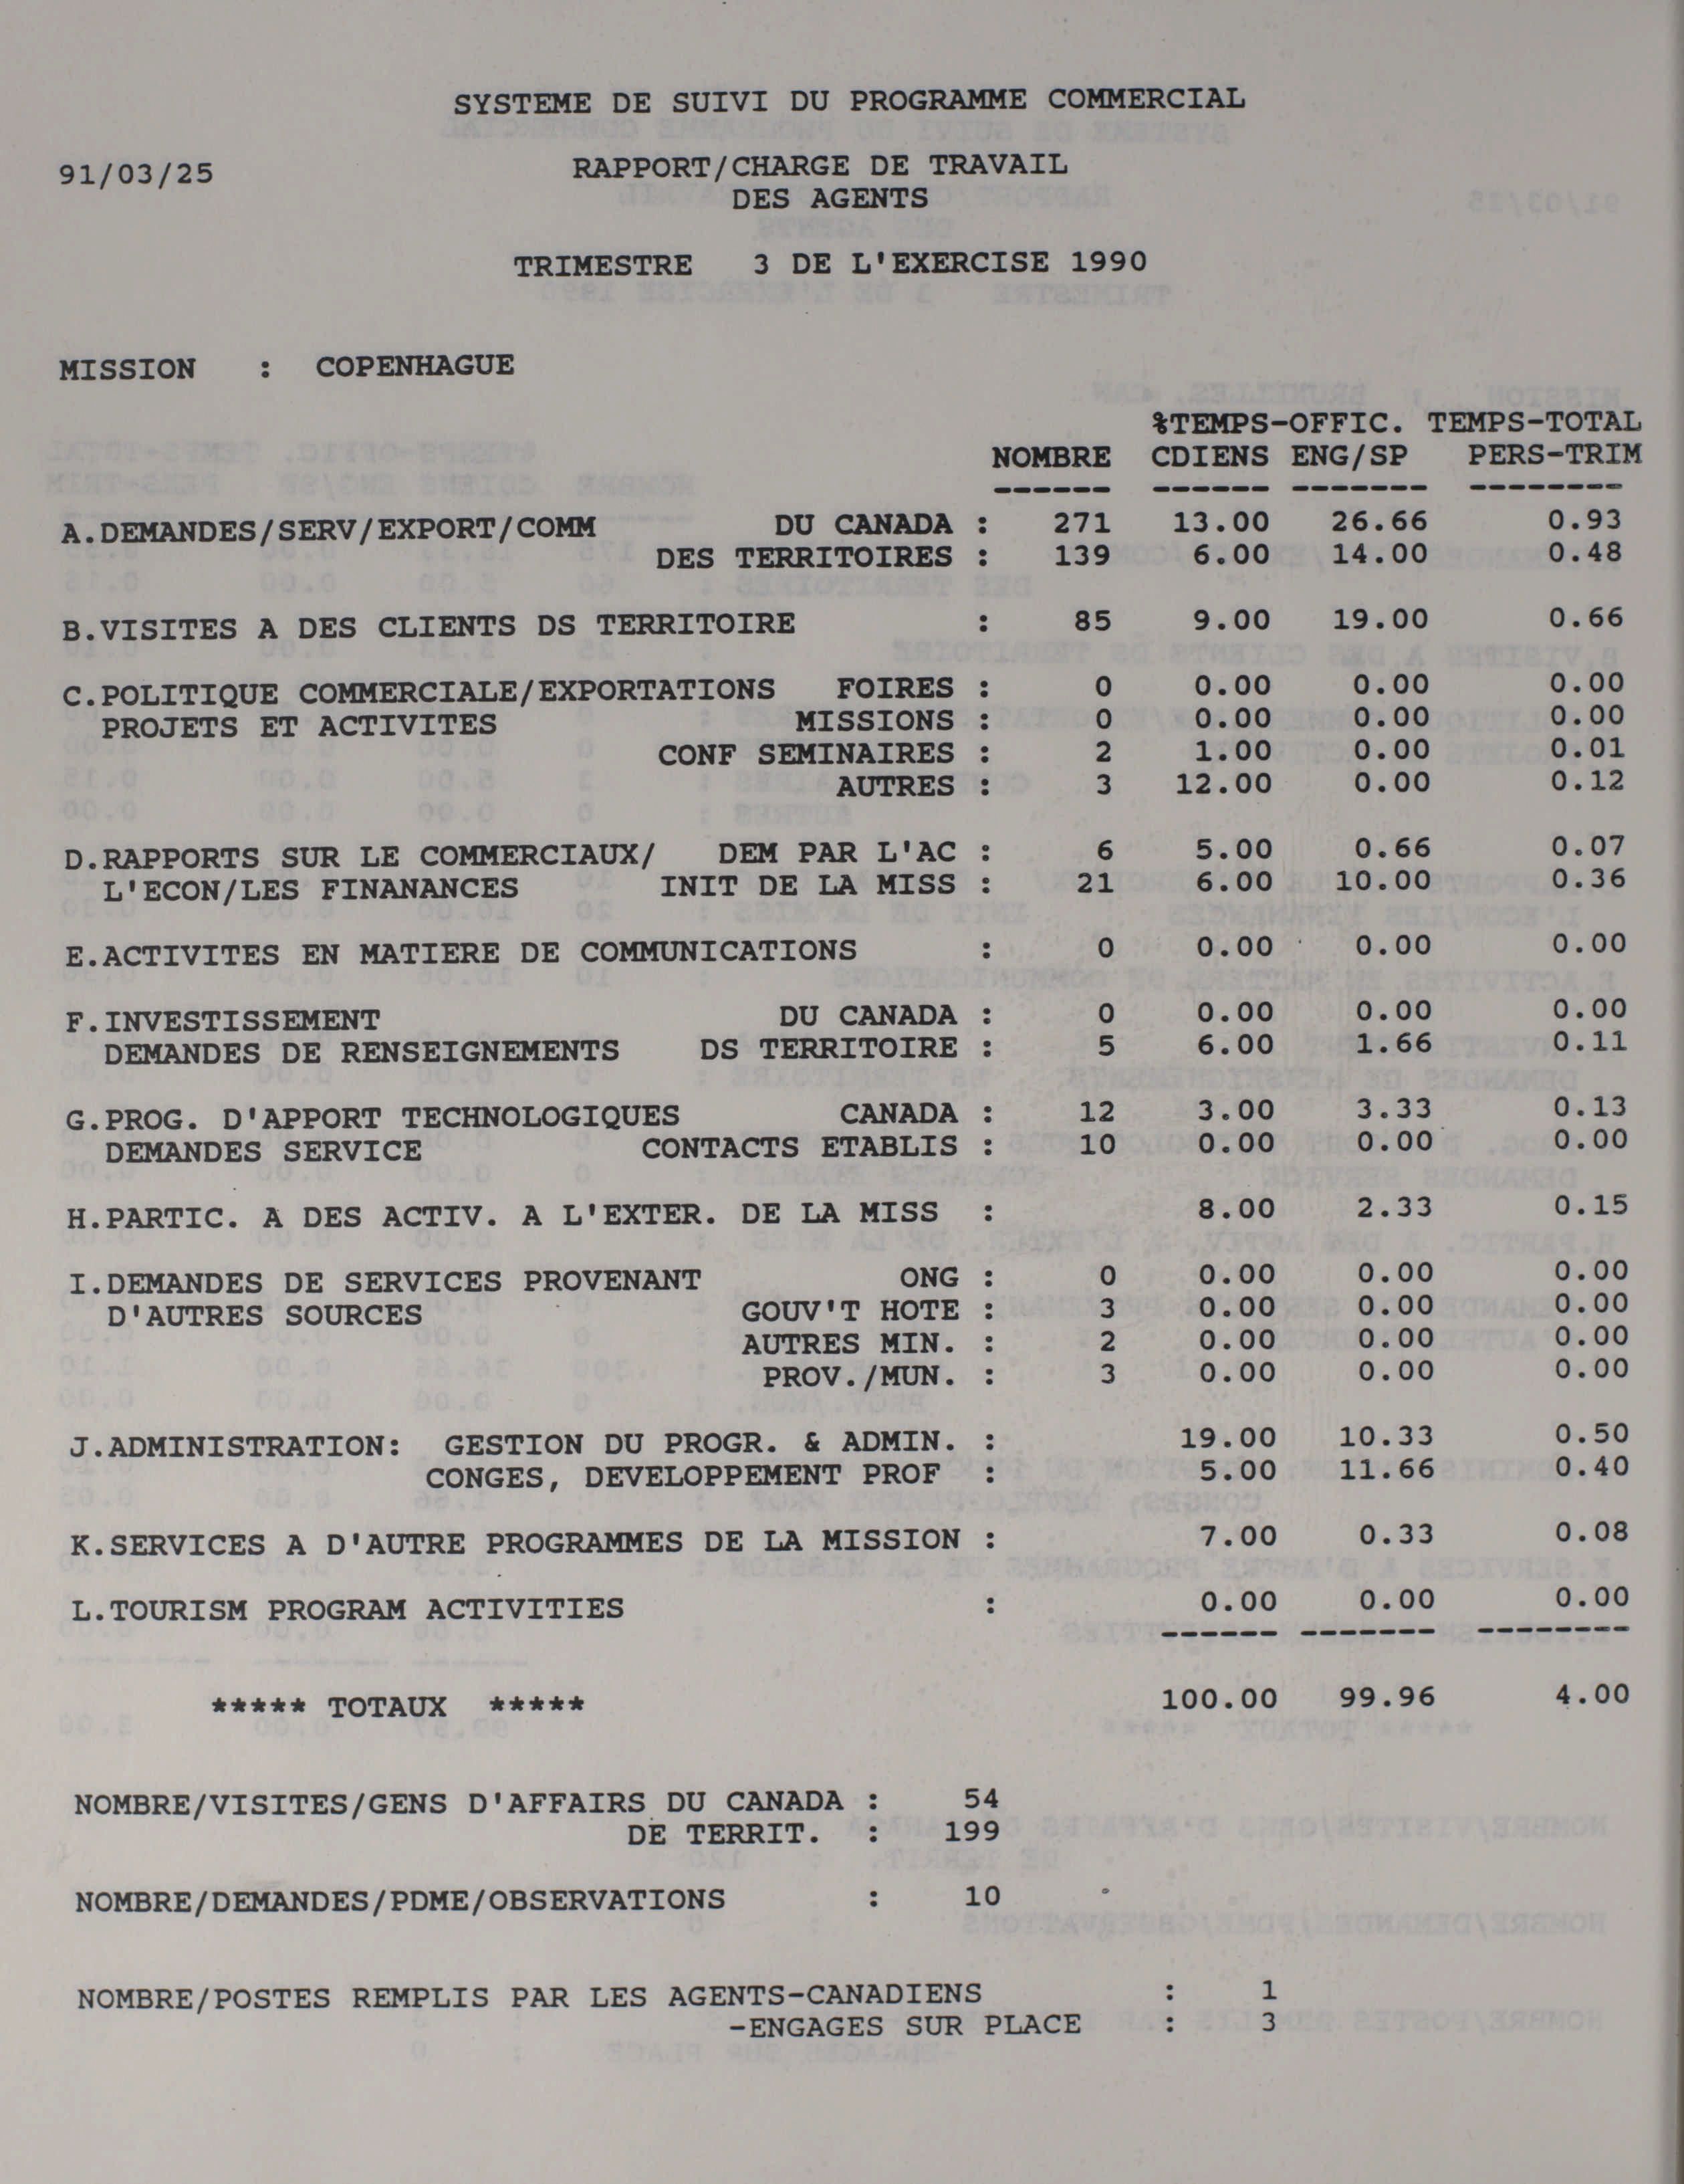 SYSTEME DE SUIVI DU PROGRAMME COMMERCIAL
91/03/25 RAPPORT/CHARGE DE TRAVAIL
DES AGENTS
TRIMESTRE 3 DE L'EXERCISE 1990
MISSION : COPENHAGUE
%TEMPS-OFFIC. TEMPS-TOTAL
NOMBRE CDIENS ENG/SP PERS-TRIM
------ ------ ------- --------
A.DEMANDES/SERV/EXPORT/COMM DU CANADA : 271 13.00 26.66 0.93
DES TERRITOIRES : 139 6.00 14.00 0.48
B.VISITES A DES CLIENTS DS TERRITOIRE : 85 9.00 19.00 0.66
C.POLITIQUE COMMERCIALE/EXPORTATIONS FOIRES : 0 0.00 0.00 0.00
PROJETS ET ACTIVITES MISSIONS : 0 0.00 0.00 0.00
CONF SEMINAIRES : 2 1.00 0.00 0.01
AUTRES : 3 12.00 0.00 0.12
D.RAPPORTS SUR LE COMMERCIAUX/ DEM PAR L'AC : 6 5.00 0.66 0.07
L'ECON/LES FINANANCES INIT DE LA MISS : 21 6.00 10.00 0.36
E.ACTIVITES EN MATIERE DE COMMUNICATIONS : 0 0.00 0.00 0.00
F.INVESTISSEMENT DU CANADA : 0 0.00 0.00 0.00
DEMANDES DE RENSEIGNEMENTS DS TERRITOIRE : 5 6.00 1.66 0.11
G.PROG. D'APPORT TECHNOLOGIQUES CANADA : 12 3.00 3.33 0.13
DEMANDES SERVICE CONTACTS ETABLIS : 10 0.00 0.00 0.00
H.PARTIC. A DES ACTIV. A L'EXTER. DE LA MISS : 8.00 2.33 0.15
I.DEMANDES DE SERVICES PROVENANT ONG : 0 0.00 0.00 0.00
D'AUTRES SOURCES GOUV'T HOTE : 3 0.00 0.00 0.00
AUTRES MIN. : 2 0.00 0.00 0.00
PROV./MUN. : 3 0.00 0.00 0.00
J.ADMINISTRATION: GESTION DU PROGR. & ADMIN. : 19.00 10.33 0.50
CONGES, DEVELOPPEMENT PROF : 5.00 11.66 0.40
K.SERVICES A D'AUTRE PROGRAMMES DE LA MISSION : 7.00 0.33 0.08
L.TOURISM PROGRAM ACTIVITIES : 0.00 0.00 0.00
------ ------- --------
***** TOTAUX ***** 100.00 99.96 4.00
NOMBRE/VISITES/GENS D'AFFAIRS DU CANADA : 54
DE TERRIT. : 199
NOMBRE/DEMANDES/PDME/OBSERVATIONS : 10
NOMBRE/POSTES REMPLIS PAR LES AGENTS-CANADIENS : 1
-ENGAGES SUR PLACE : 3